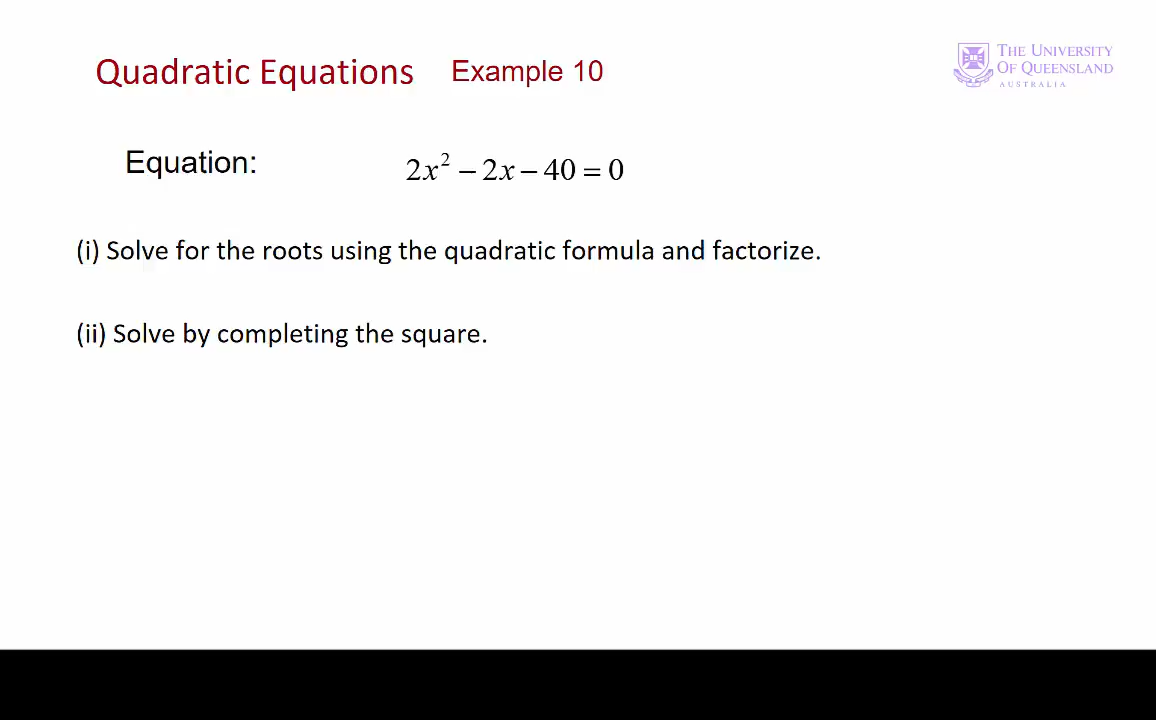 Quadratic Equations Example 10
THE UNIVERSITY
OF QUEENSLAND
AUSTRALIA
Equation: 2x² − 2x − 40 = 0
(i) Solve for the roots using the quadratic formula and factorize.
(ii) Solve by completing the square.